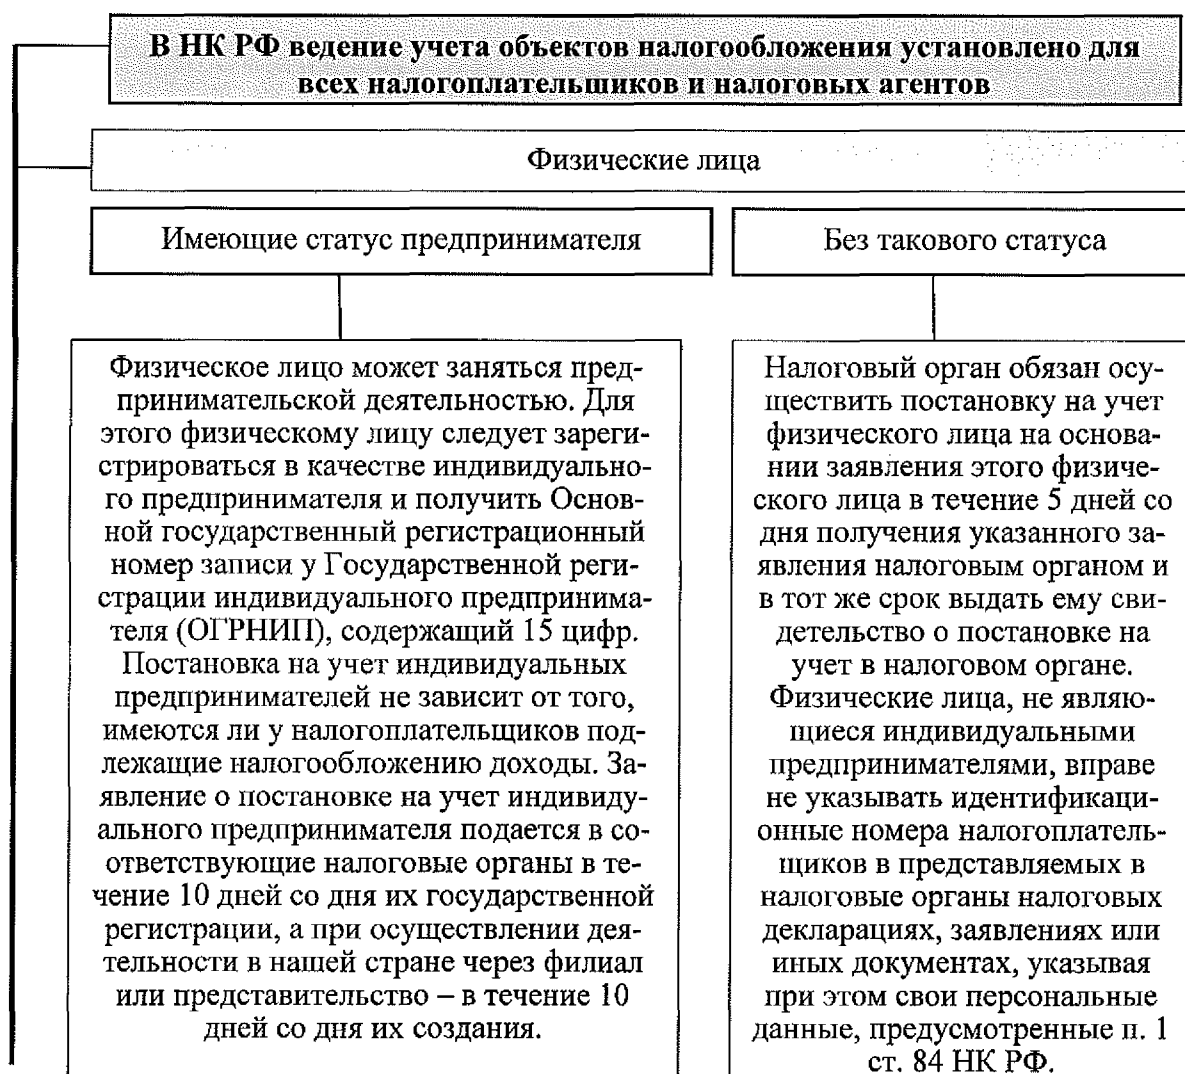 В НК РФ ведение учета объектов налогообложения установлено для
всех налогоплательщиков и налоговых агентов
Физические лица
Имеющие статус предпринимателя
Без такового статуса
Физическое лицо может заняться пред-
принимательской деятельностью. Для
этого физическому лицу следует зареги-
стрироваться в качестве индивидуально-
го предпринимателя и получить Основ-
ной государственный регистрационный
номер записи у Государственной реги-
страции индивидуального предпринима-
теля (ОГРНИП), содержащий 15 цифр.
Постановка на учет индивидуальных
предпринимателей не зависит от того,
имеются ли у налогоплательщиков под-
лежащие налогообложению доходы. За-
явление о постановке на учет индивиду-
ального предпринимателя подается в со-
ответствующие налоговые органы в те-
чение 10 дней со дня их государственной
регистрации, а при осуществлении дея-
тельности в нашей стране через филиал
или представительство – в течение 10
дней со дня их создания.
Налоговый орган обязан осу-
ществить постановку на учет
физического лица на основа-
нии заявления этого физиче-
ского лица в течение 5 дней со
дня получения указанного за-
явления налоговым органом и
в тот же срок выдать ему сви-
детельство о постановке на
учет в налоговом органе.
Физические лица, не являю-
щиеся индивидуальными
предпринимателями, вправе
не указывать идентификаци-
онные номера налогоплатель-
щиков в представляемых в
налоговые органы налоговых
декларациях, заявлениях или
иных документах, указывая
при этом свои персональные
данные, предусмотренные п. 1
ст. 84 НК РФ.